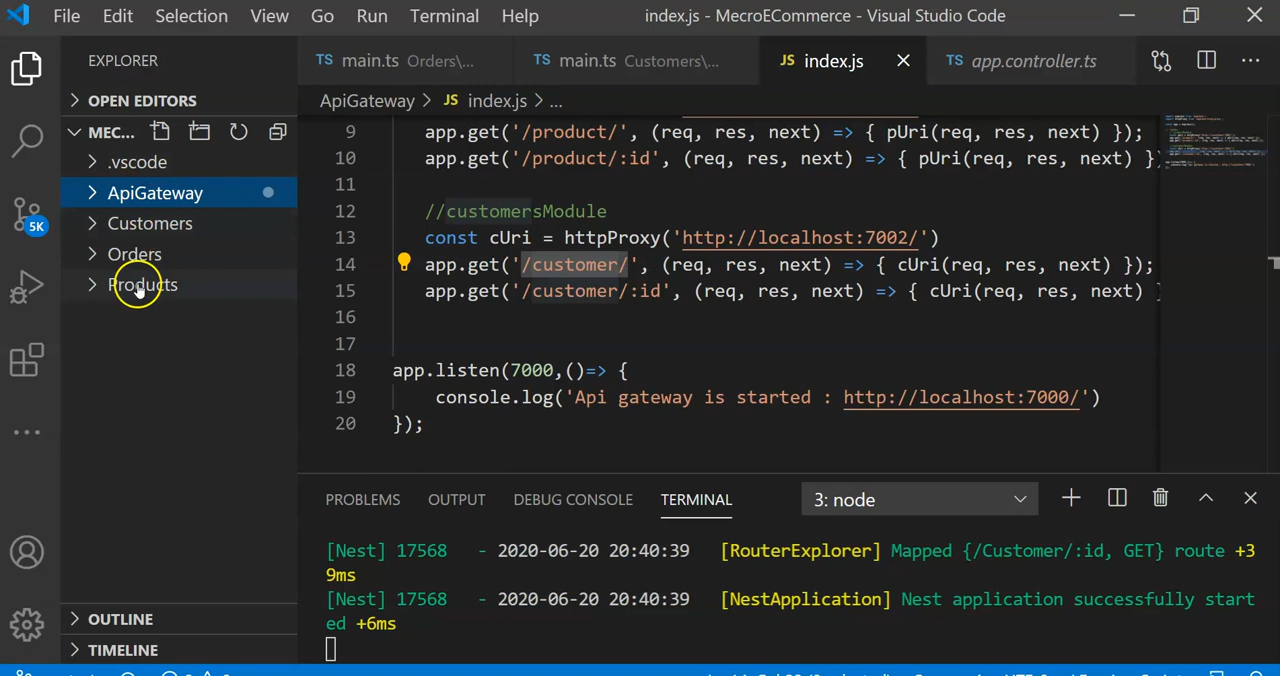 File Edit Selection View Go Run Terminal Help index.js - MecroECommerce - Visual Studio Code
EXPLORER
OPEN EDITORS
MEC...
.vscode
ApiGateway
Customers
Orders
Products
OUTLINE
TIMELINE
5K
TS main.ts Orders\... TS main.ts Customers\... JS index.js TS app.controller.ts
ApiGateway > JS index.js > ...
9 app.get('/product/', (req, res, next) => { pUri(req, res, next) });
10 app.get('/product/:id', (req, res, next) => { pUri(req, res, next) }
11
12 //customersModule
13 const cUri = httpProxy('http://localhost:7002/')
14 app.get('/customer/', (req, res, next) => { cUri(req, res, next) });
15 app.get('/customer/:id', (req, res, next) => { cUri(req, res, next) }
16
17
18 app.listen(7000,()=> {
19 console.log('Api gateway is started : http://localhost:7000/')
20 });
PROBLEMS OUTPUT DEBUG CONSOLE TERMINAL 3: node
[Nest] 17568 - 2020-06-20 20:40:39 [RouterExplorer] Mapped {/Customer/:id, GET} route +3
9ms
[Nest] 17568 - 2020-06-20 20:40:39 [NestApplication] Nest application successfully start
ed +6ms